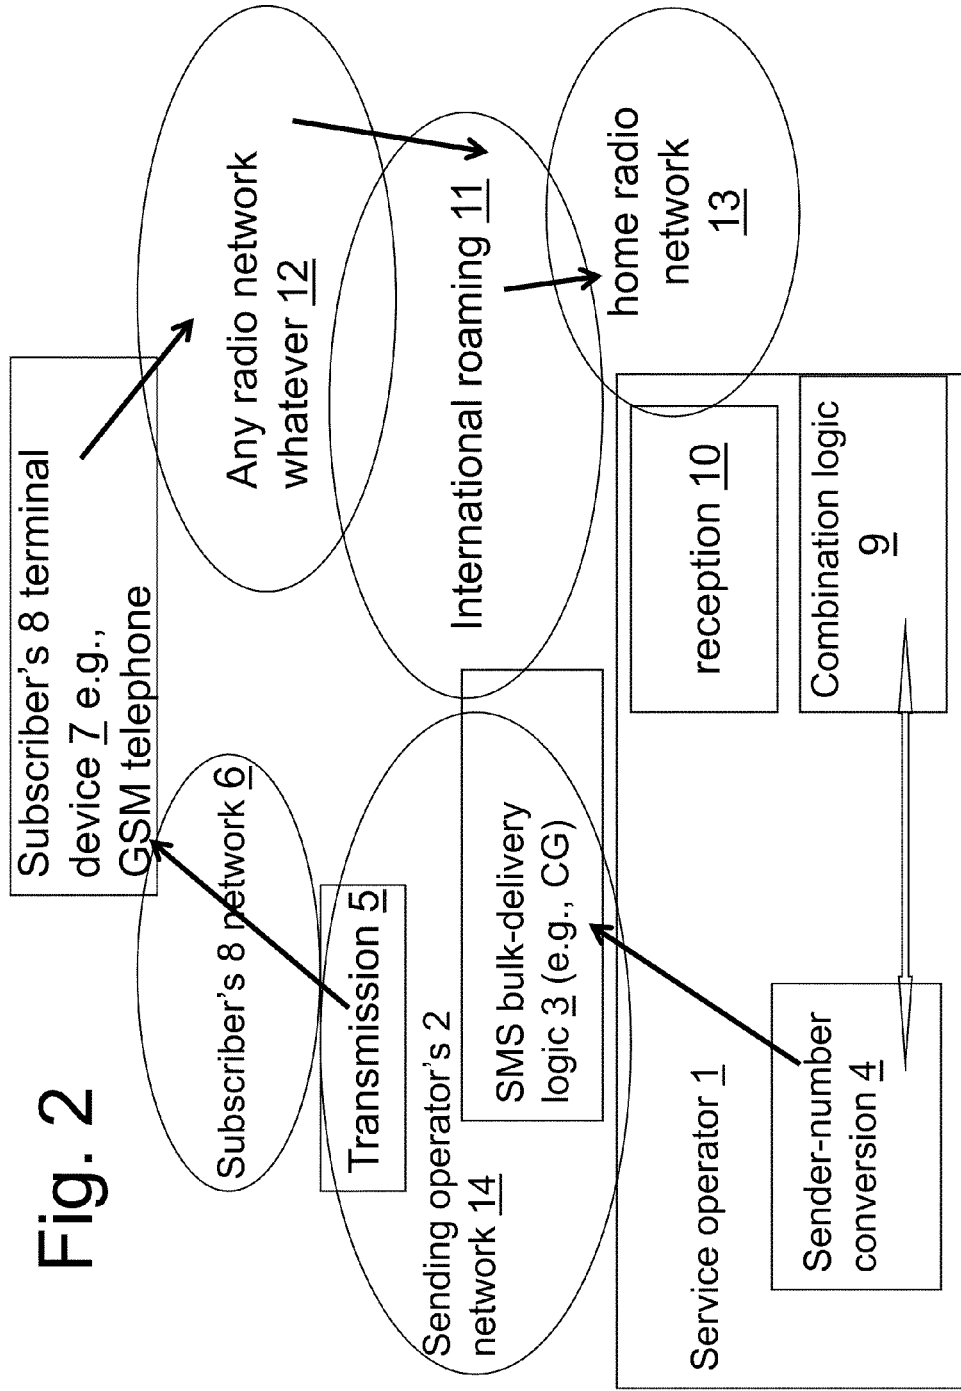 Fig. 2
Subscriber's 8 terminal
device 7 e.g.,
GSM telephone
Subscriber's 8 network 6
Any radio network
whatever 12
Transmission 5
Sending operator's 2
network 14
International roaming 11
SMS bulk-delivery
logic 3 (e.g., CG)
home radio
network
13
Service operator 1
reception 10
Sender-number
conversion 4
Combination logic
9